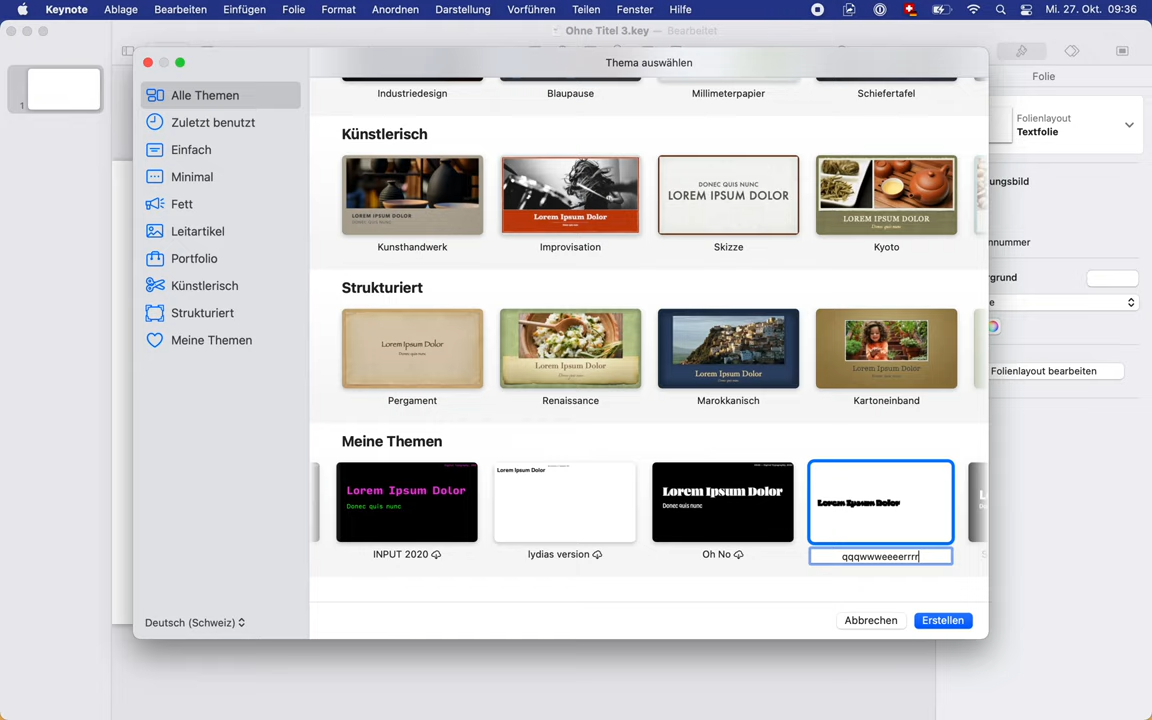 Keynote Ablage Bearbeiten Einfügen Folie Format Anordnen Darstellung Vorführen Teilen Fenster Hilfe Mi. 27. Okt. 09:36
Ohne Titel 3.key — Bearbeitet
Thema auswählen
Folie
1
Alle Themen
Zuletzt benutzt
Einfach
Minimal
Fett
Leitartikel
Portfolio
Künstlerisch
Strukturiert
Meine Themen
Deutsch (Schweiz)
Industriedesign Blaupause Millimeterpapier Schiefertafel
Künstlerisch
LOREM IPSUM DOLOR
DONEC QUIS NUNC
Lorem Ipsum Dolor
DONEC QUIS NUNC
LOREM IPSUM DOLOR
LOREM IPSUM DOLOR
Kunsthandwerk Improvisation Skizze Kyoto
Strukturiert
Lorem Ipsum Dolor
Donec quis nunc
Lorem Ipsum Dolor
Lorem Ipsum Dolor
Lorem Ipsum Dolor
Pergament Renaissance Marokkanisch Kartoneinband
Meine Themen
Lorem Ipsum Dolor
Donec quis nunc
Lorem Ipsum Dolor
Lorem Ipsum Dolor
Donec quis nunc
Lorem Ipsum Dolor
INPUT 2020 lydias version Oh No qqqwwweeeerrrr
Abbrechen Erstellen
Folienlayout
Textfolie
ungsbild
nnummer
rgrund
e
Folienlayout bearbeiten